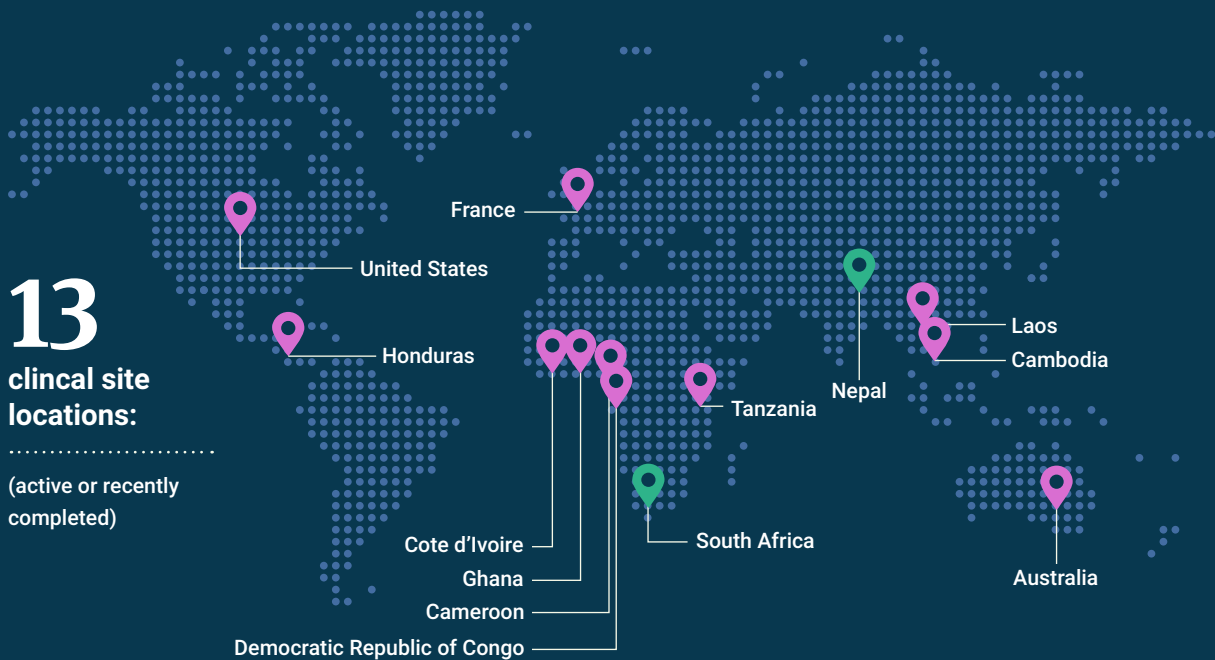 13
clincal site
locations:
(active or recently
completed)
France
United States
Honduras
Laos
Cambodia
Nepal
Tanzania
South Africa
Cote d’Ivoire
Ghana
Cameroon
Democratic Republic of Congo
Australia